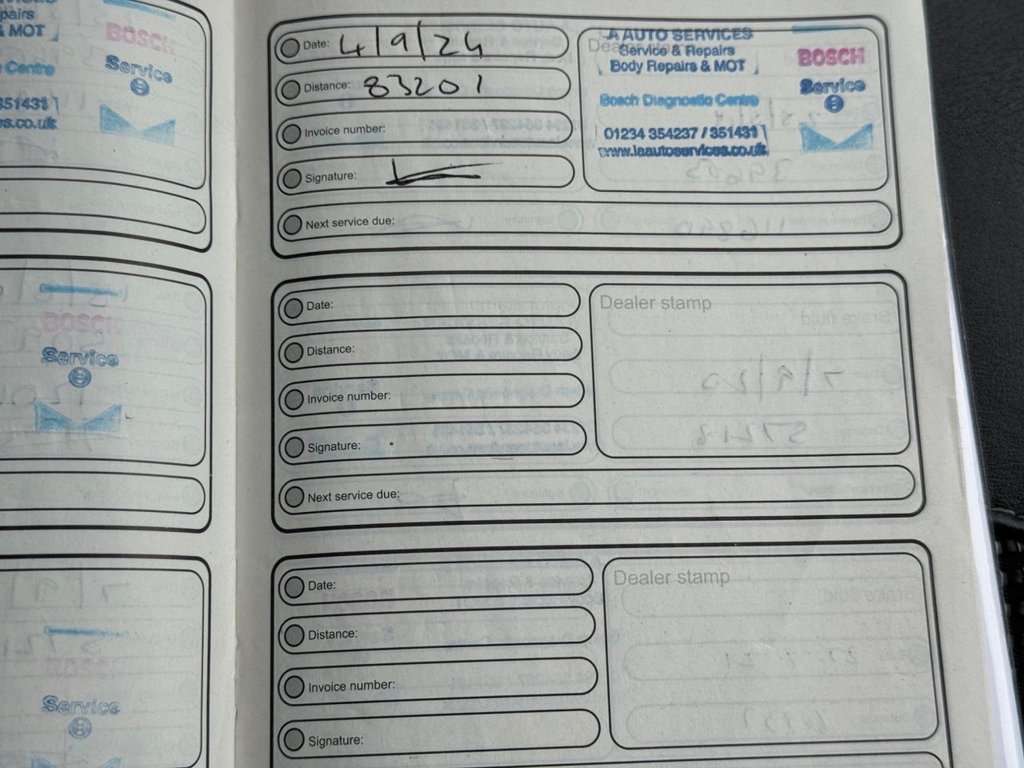 pairs
& MOT
BOSCH
Service
Centre
351431
es.co.uk
BOSCH
Service
Service
Date: 4/9/24
Distance: 83201
Invoice number:
Signature:
Next service due:
A AUTO SERVICES
Service & Repairs
Body Repairs & MOT
BOSCH
Service
Bosch Diagnostic Centre
01234 354237 / 351431
www.iaautoservices.co.uk
Date:
Distance:
Invoice number:
Signature:
Next service due:
Dealer stamp
Date:
Distance:
Invoice number:
Signature:
Dealer stamp